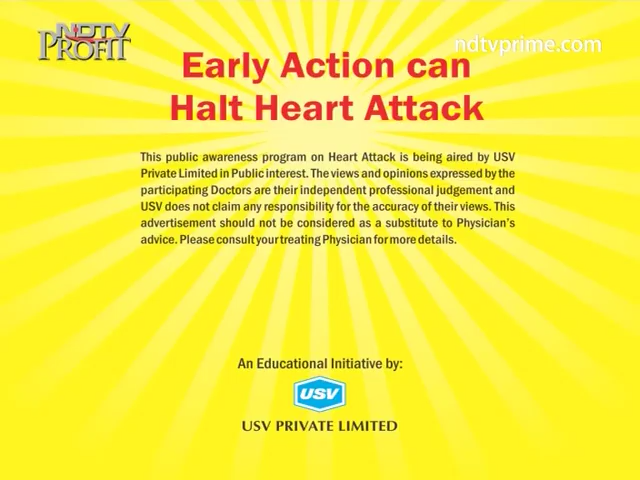 NDTV
PROFIT
ndtvprime.com
Early Action can
Halt Heart Attack
This public awareness program on Heart Attack is being aired by USV
Private Limited in Public interest. The views and opinions expressed by the
participating Doctors are their independent professional judgement and
USV does not claim any responsibility for the accuracy of their views. This
advertisement should not be considered as a substitute to Physician's
advice. Please consult your treating Physician for more details.
An Educational Initiative by:
USV
USV PRIVATE LIMITED